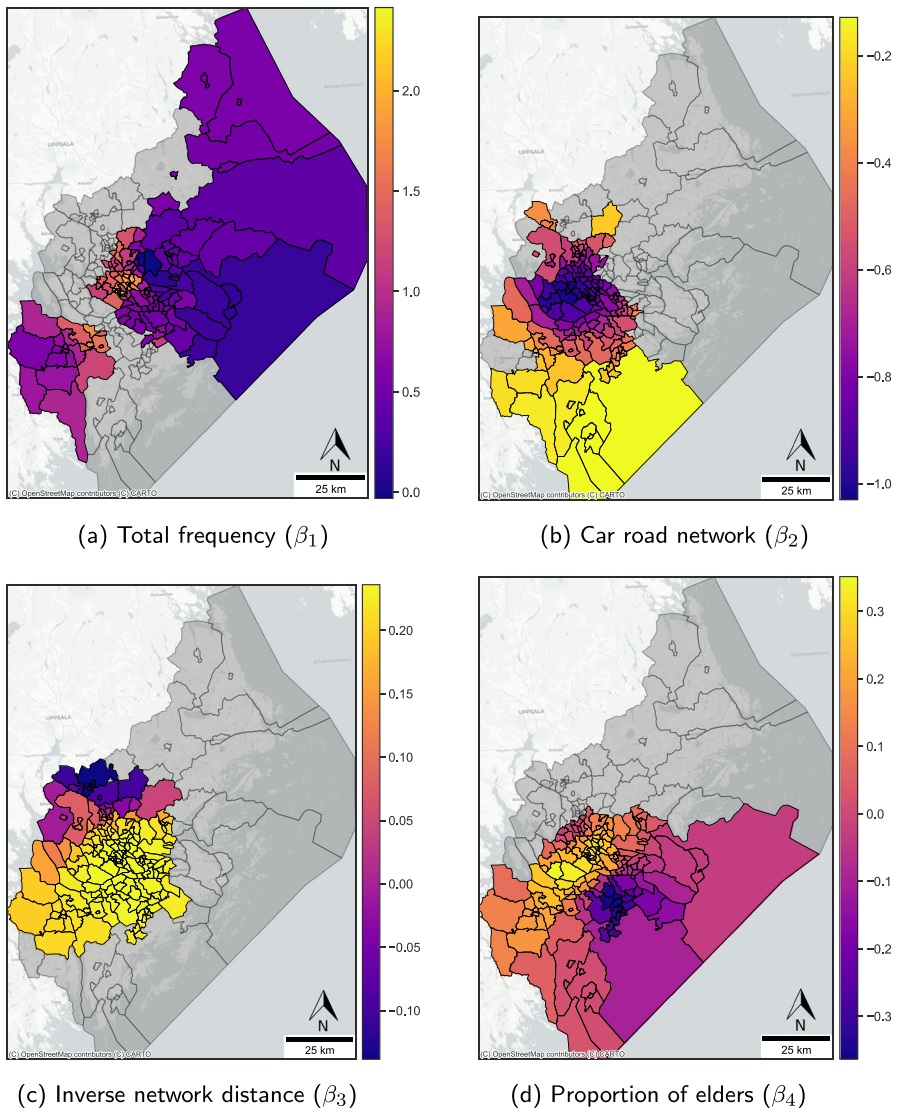 UPPSALA
2.0
1.5
1.0
0.5
0.0
N
25 km
(C) OpenStreetMap contributors (C) CARTO
(a) Total frequency (β1)
UPPSALA
−0.2
−0.4
−0.6
−0.8
−1.0
N
25 km
(C) OpenStreetMap contributors (C) CARTO
(b) Car road network (β2)
UPPSALA
0.20
0.15
0.10
0.05
0.00
−0.05
−0.10
N
25 km
(C) OpenStreetMap contributors (C) CARTO
(c) Inverse network distance (β3)
UPPSALA
0.3
0.2
0.1
0.0
−0.1
−0.2
−0.3
N
25 km
(C) OpenStreetMap contributors (C) CARTO
(d) Proportion of elders (β4)